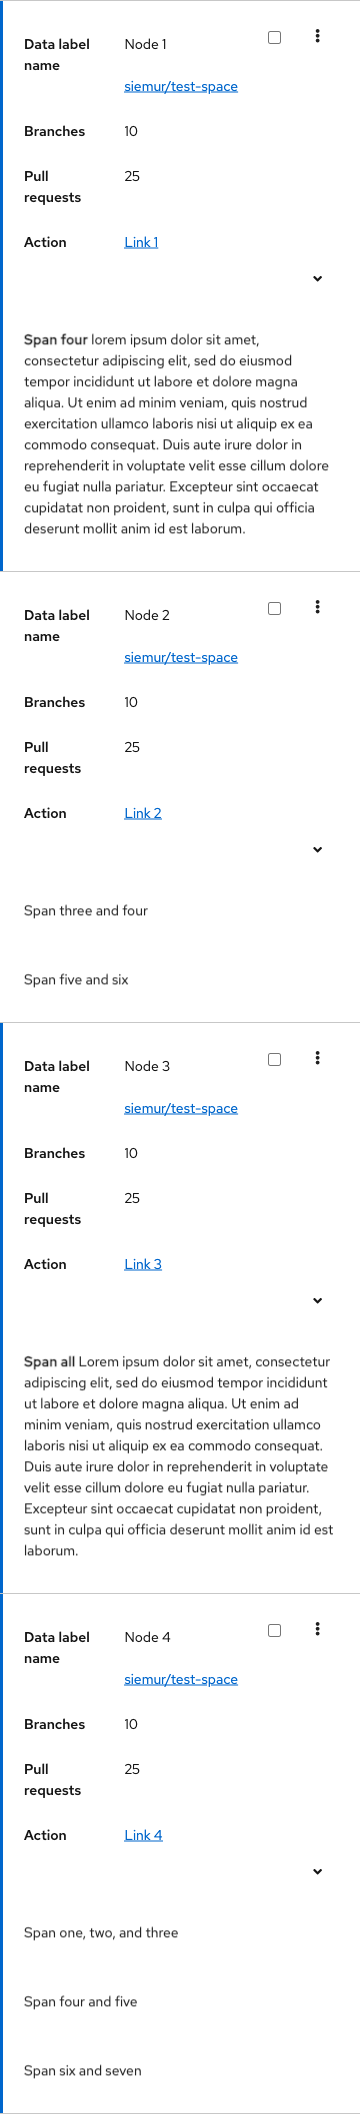 Data label name
Node 1
siemur/test-space
Branches
10
Pull requests
25
Action
Link 1
Span four lorem ipsum dolor sit amet,
consectetur adipiscing elit, sed do eiusmod
tempor incididunt ut labore et dolore magna
aliqua. Ut enim ad minim veniam, quis nostrud
exercitation ullamco laboris nisi ut aliquip ex ea
commodo consequat. Duis aute irure dolor in
reprehenderit in voluptate velit esse cillum dolore
eu fugiat nulla pariatur. Excepteur sint occaecat
cupidatat non proident, sunt in culpa qui officia
deserunt mollit anim id est laborum.
Data label name
Node 2
siemur/test-space
Branches
10
Pull requests
25
Action
Link 2
Span three and four
Span five and six
Data label name
Node 3
siemur/test-space
Branches
10
Pull requests
25
Action
Link 3
Span all Lorem ipsum dolor sit amet, consectetur
adipiscing elit, sed do eiusmod tempor incididunt
ut labore et dolore magna aliqua. Ut enim ad
minim veniam, quis nostrud exercitation ullamco
laboris nisi ut aliquip ex ea commodo consequat.
Duis aute irure dolor in reprehenderit in voluptate
velit esse cillum dolore eu fugiat nulla pariatur.
Excepteur sint occaecat cupidatat non proident,
sunt in culpa qui officia deserunt mollit anim id est
laborum.
Data label name
Node 4
siemur/test-space
Branches
10
Pull requests
25
Action
Link 4
Span one, two, and three
Span four and five
Span six and seven